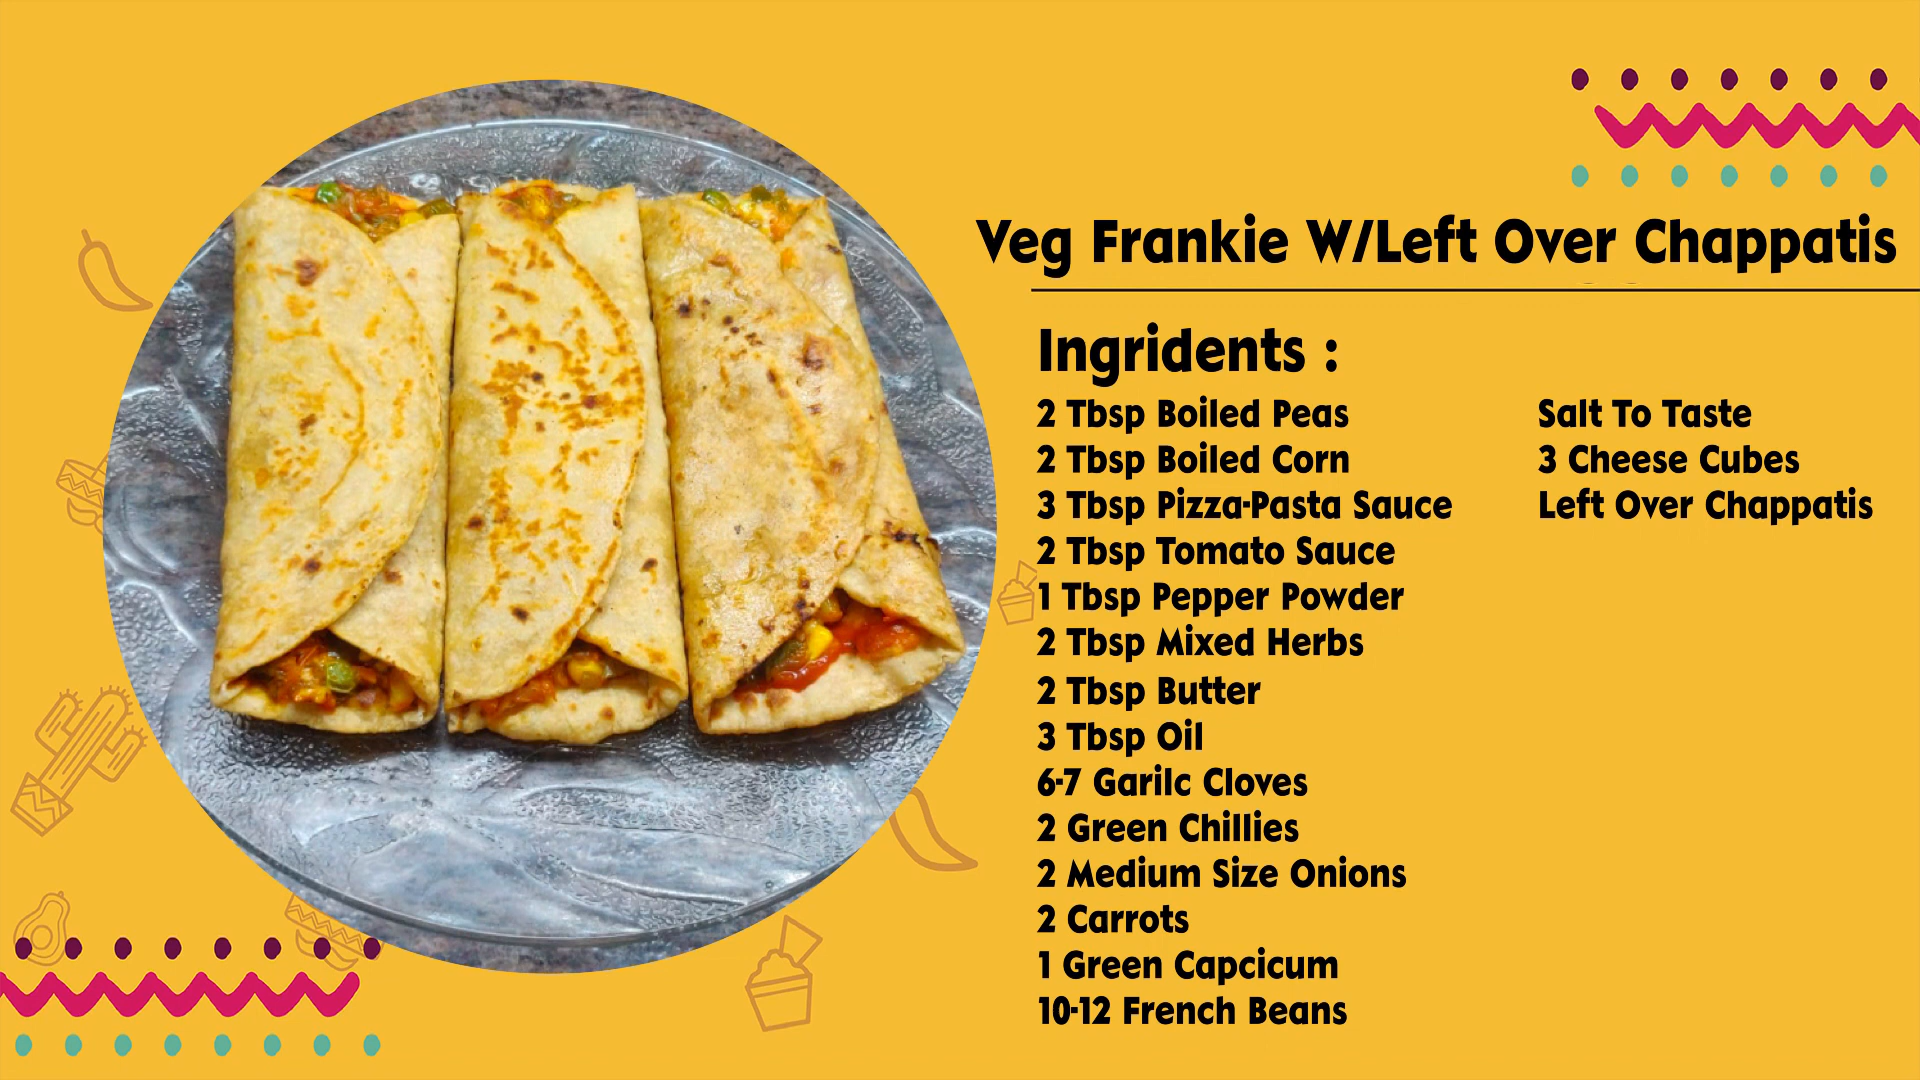 Veg Frankie W/Left Over Chappatis
Ingridents :
2 Tbsp Boiled Peas
2 Tbsp Boiled Corn
3 Tbsp Pizza-Pasta Sauce
2 Tbsp Tomato Sauce
1 Tbsp Pepper Powder
2 Tbsp Mixed Herbs
2 Tbsp Butter
3 Tbsp Oil
6-7 Garilc Cloves
2 Green Chillies
2 Medium Size Onions
2 Carrots
1 Green Capcicum
10-12 French Beans
Salt To Taste
3 Cheese Cubes
Left Over Chappatis